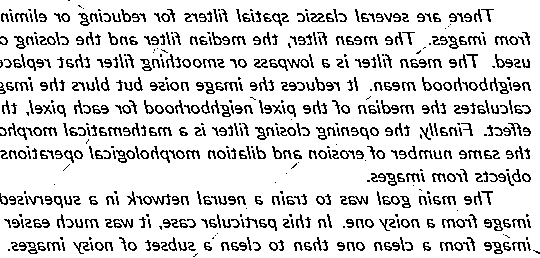 There are several classic spatial filters for reducing or elimin
from images. The mean filter, the median filter and the closing o
used. The mean filter is a lowpass or smoothing filter that replace
neighborhood mean. It reduces the image noise but blurs the imag
calculates the median of the pixel neighborhood for each pixel, th
effect. Finally, the opening closing filter is a mathematical morpho
the same number of erosion and dilation morphological operations
objects from images.
The main goal was to train a neural network in a supervised
image from a noisy one. In this particular case, it was much easier
image from a clean one than to clean a subset of noisy images.